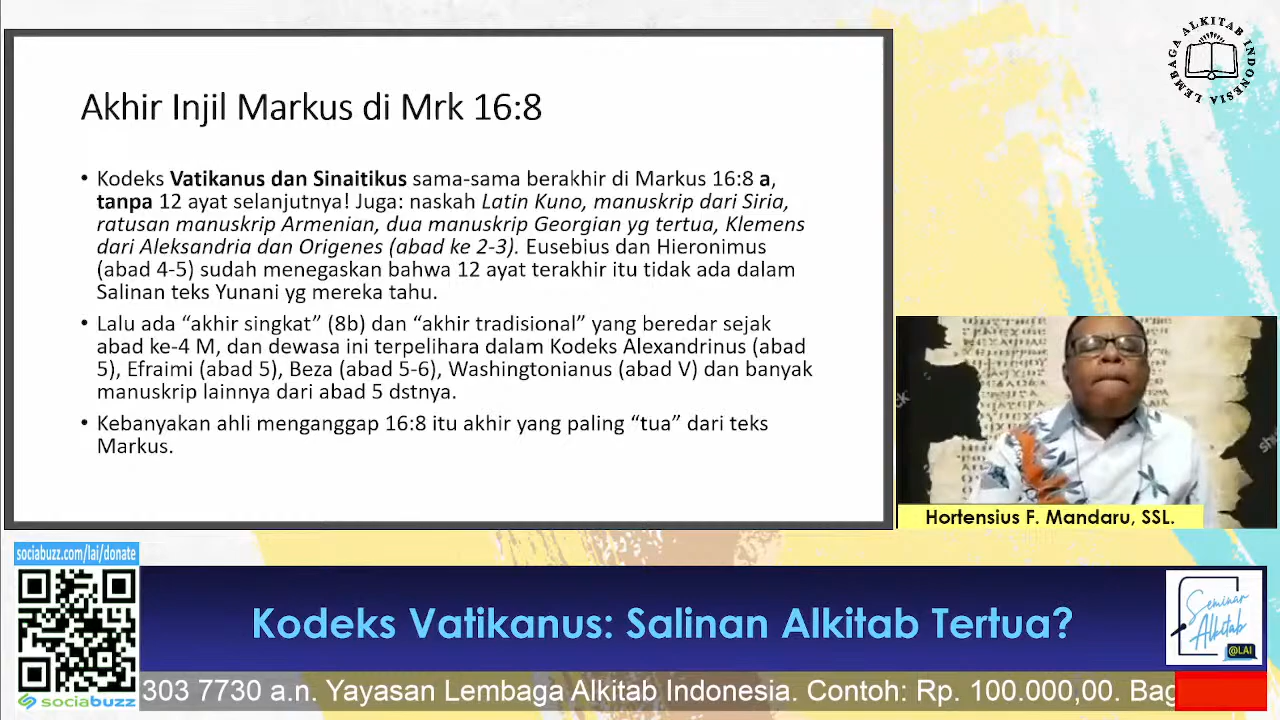 LEMBAGA ALKITAB INDONESIA
Akhir Injil Markus di Mrk 16:8
• Kodeks Vatikanus dan Sinaitikus sama-sama berakhir di Markus 16:8 a,
tanpa 12 ayat selanjutnya! Juga: naskah Latin Kuno, manuskrip dari Siria,
ratusan manuskrip Armenian, dua manuskrip Georgian yg tertua, Klemens
dari Aleksandria dan Origenes (abad ke 2-3). Eusebius dan Hieronimus
(abad 4-5) sudah menegaskan bahwa 12 ayat terakhir itu tidak ada dalam
Salinan teks Yunani yg mereka tahu.
• Lalu ada “akhir singkat” (8b) dan “akhir tradisional” yang beredar sejak
abad ke-4 M, dan dewasa ini terpelihara dalam Kodeks Alexandrinus (abad
5), Efraimi (abad 5), Beza (abad 5-6), Washingtonianus (abad V) dan banyak
manuskrip lainnya dari abad 5 dstnya.
• Kebanyakan ahli menganggap 16:8 itu akhir yang paling “tua” dari teks
Markus.
Hortensius F. Mandaru, SSL.
sociabuzz.com/lai/donate
Kodeks Vatikanus: Salinan Alkitab Tertua?
Seminar
Alkitab
@LAI
sociabuzz
303 7730 a.n. Yayasan Lembaga Alkitab Indonesia. Contoh: Rp. 100.000,00. Bag